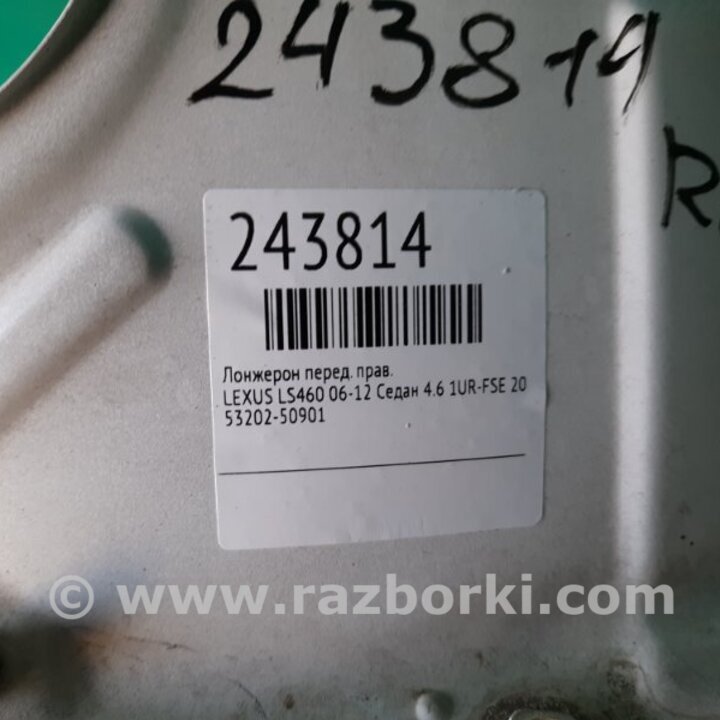 243814
R
243814
Лонжерон перед. прав.
LEXUS LS460 06-12 Седан 4.6 1UR-FSE 20
53202-50901
© www.razborki.com